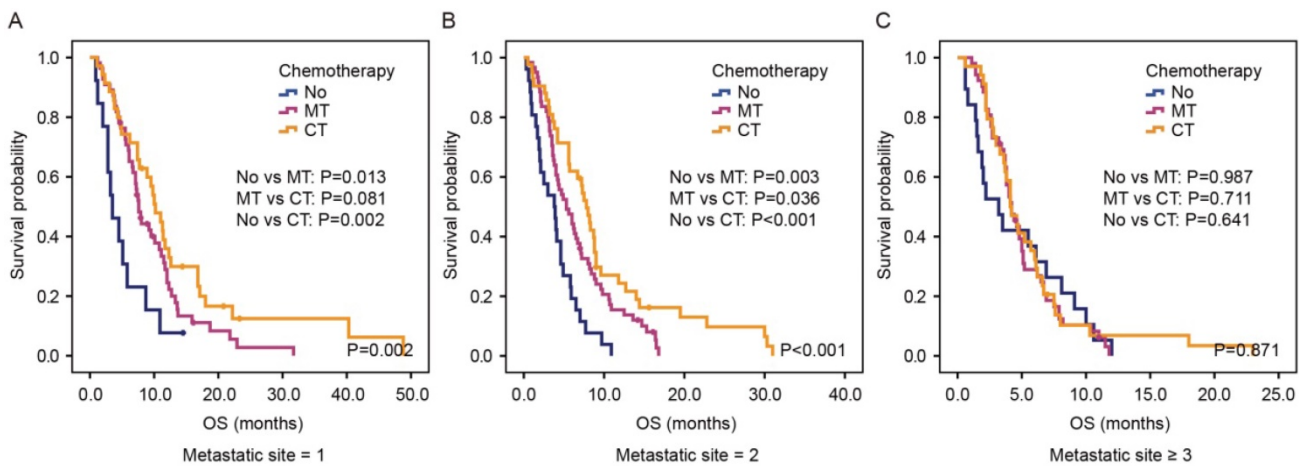 A
Survival probability
1.0
0.8
0.6
0.4
0.2
0.0
Chemotherapy
No
MT
CT
No vs MT: P=0.013
MT vs CT: P=0.081
No vs CT: P=0.002
P=0.002
0.0 10.0 20.0 30.0 40.0 50.0
OS (months)
Metastatic site = 1
B
Survival probability
1.0
0.8
0.6
0.4
0.2
0.0
Chemotherapy
No
MT
CT
No vs MT: P=0.003
MT vs CT: P=0.036
No vs CT: P<0.001
P<0.001
0.0 10.0 20.0 30.0 40.0
OS (months)
Metastatic site = 2
C
Survival probability
1.0
0.8
0.6
0.4
0.2
0.0
Chemotherapy
No
MT
CT
No vs MT: P=0.987
MT vs CT: P=0.711
No vs CT: P=0.641
P=0.871
0.0 5.0 10.0 15.0 20.0 25.0
OS (months)
Metastatic site ≥ 3